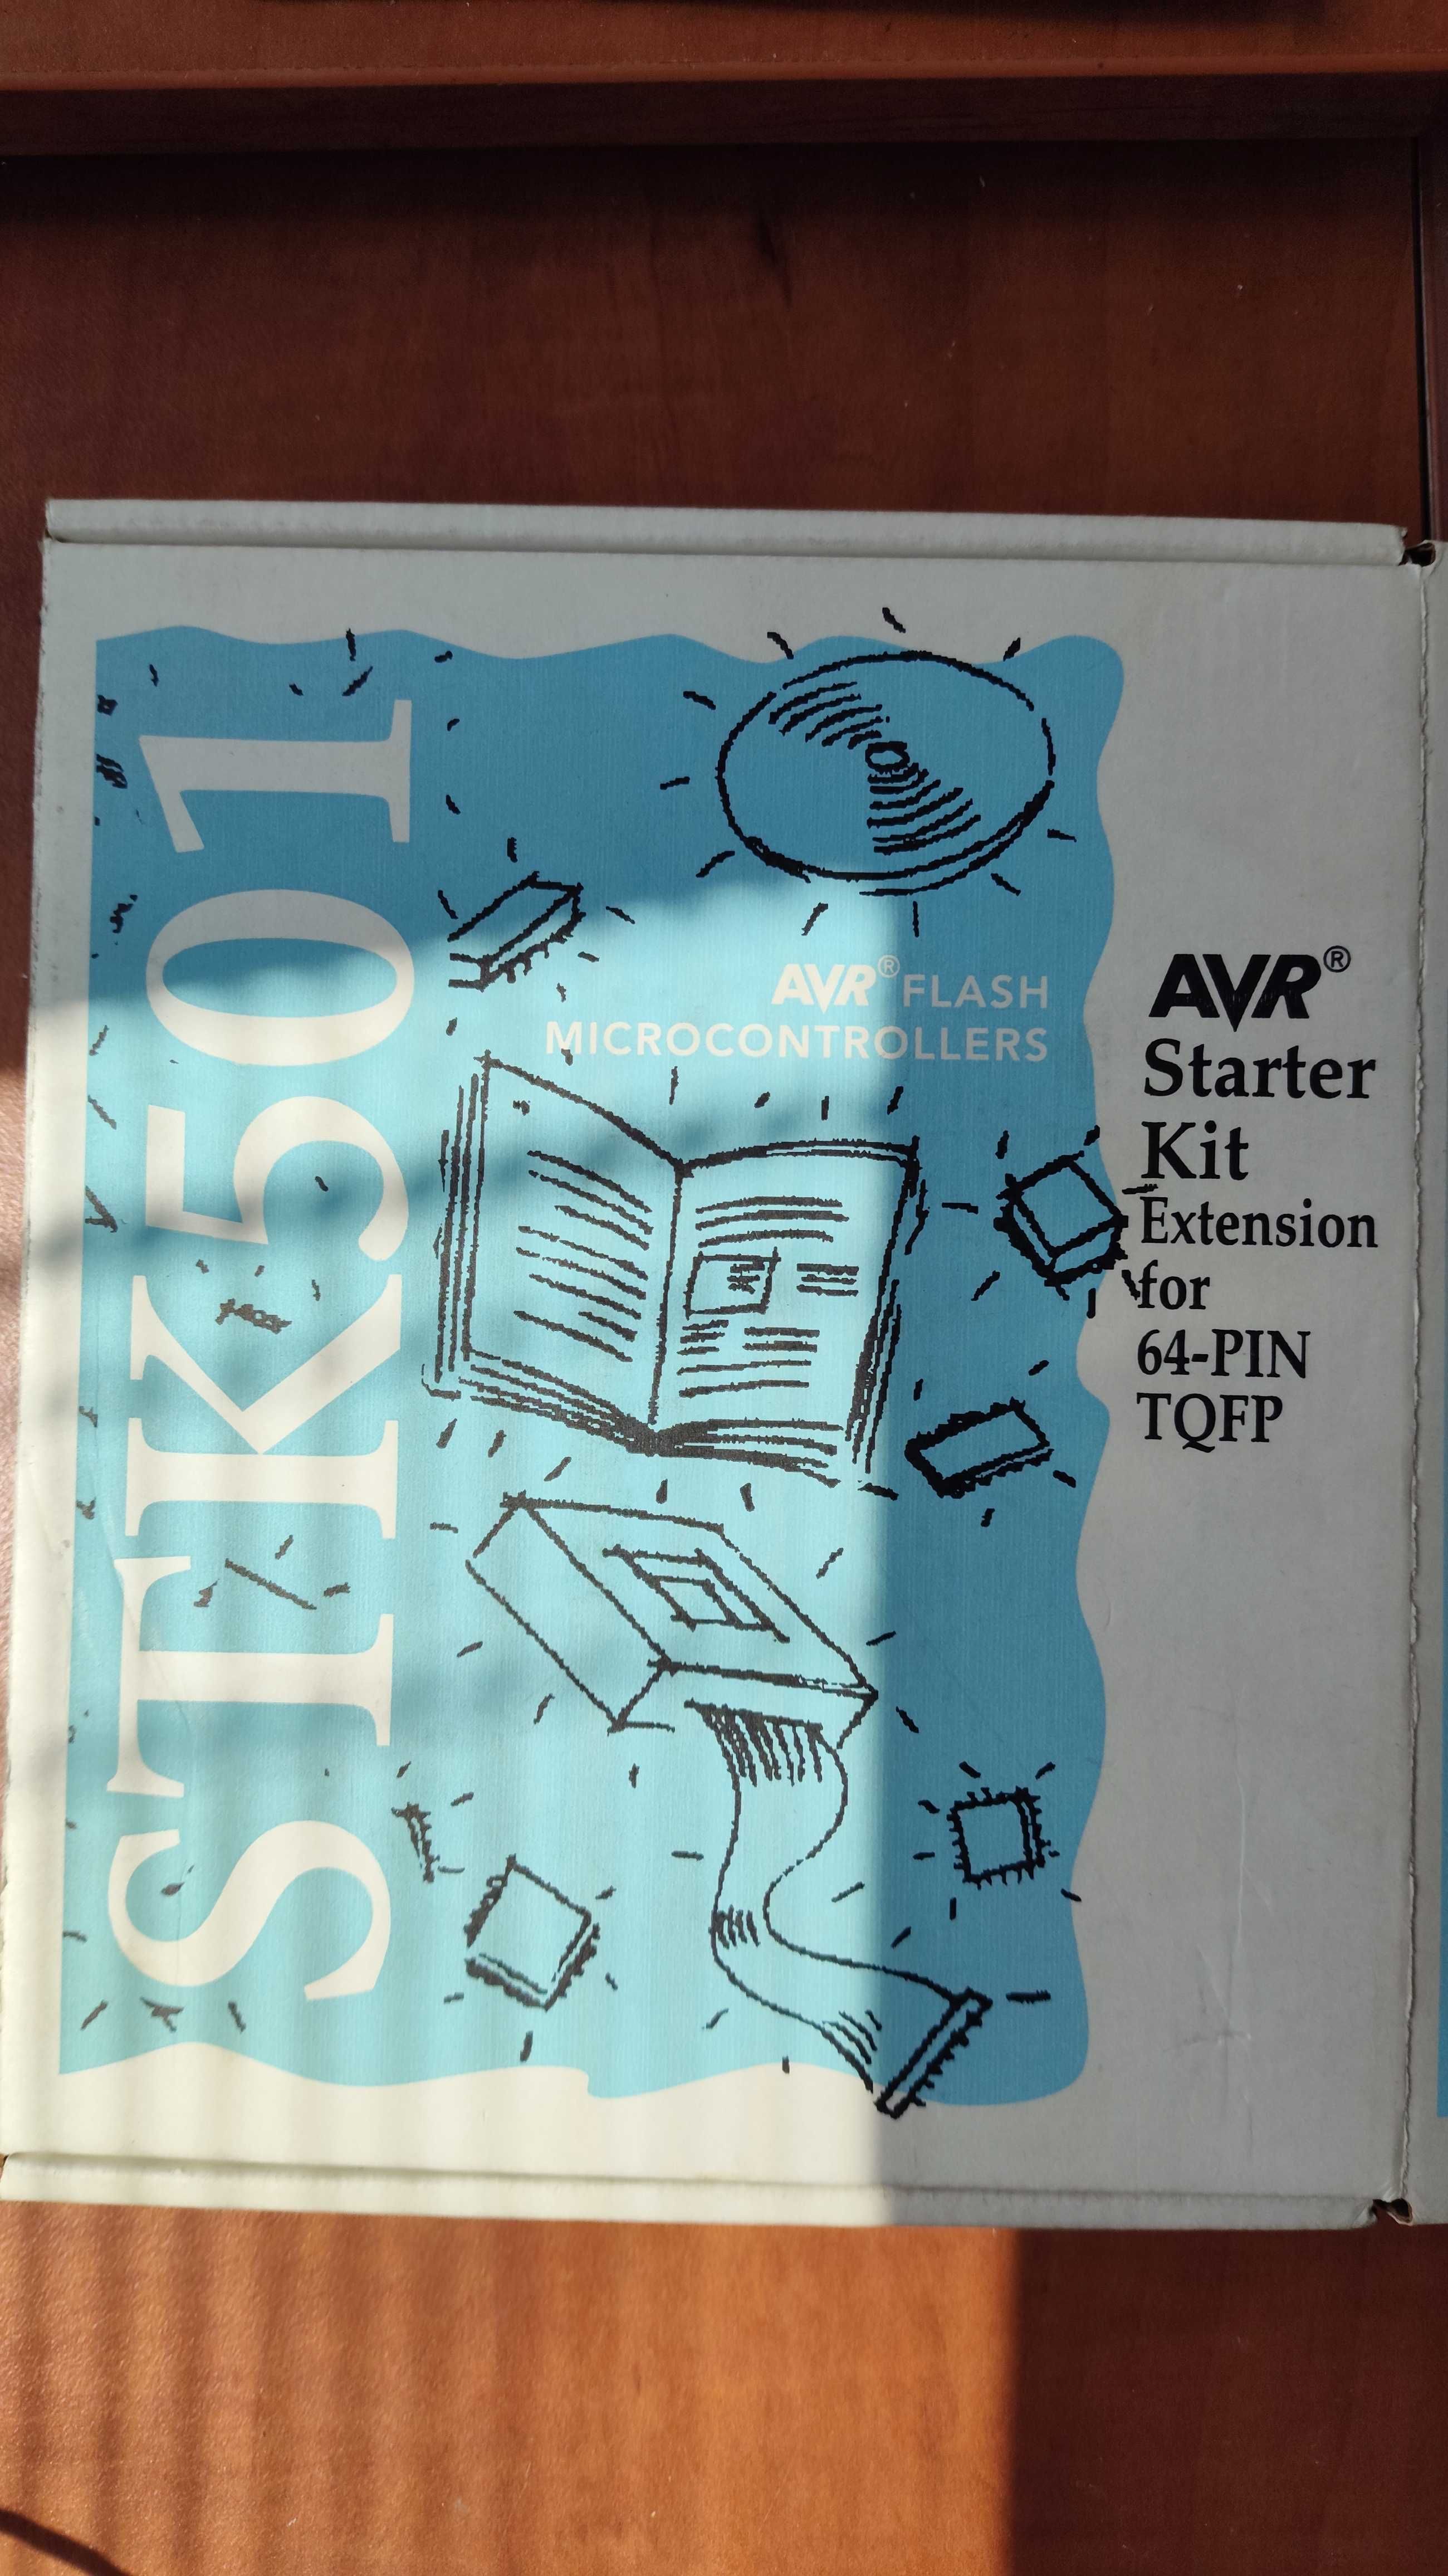 STK501
AVR® FLASH
MICROCONTROLLERS
AVR®
Starter
Kit
Extension
for
64-PIN
TQFP